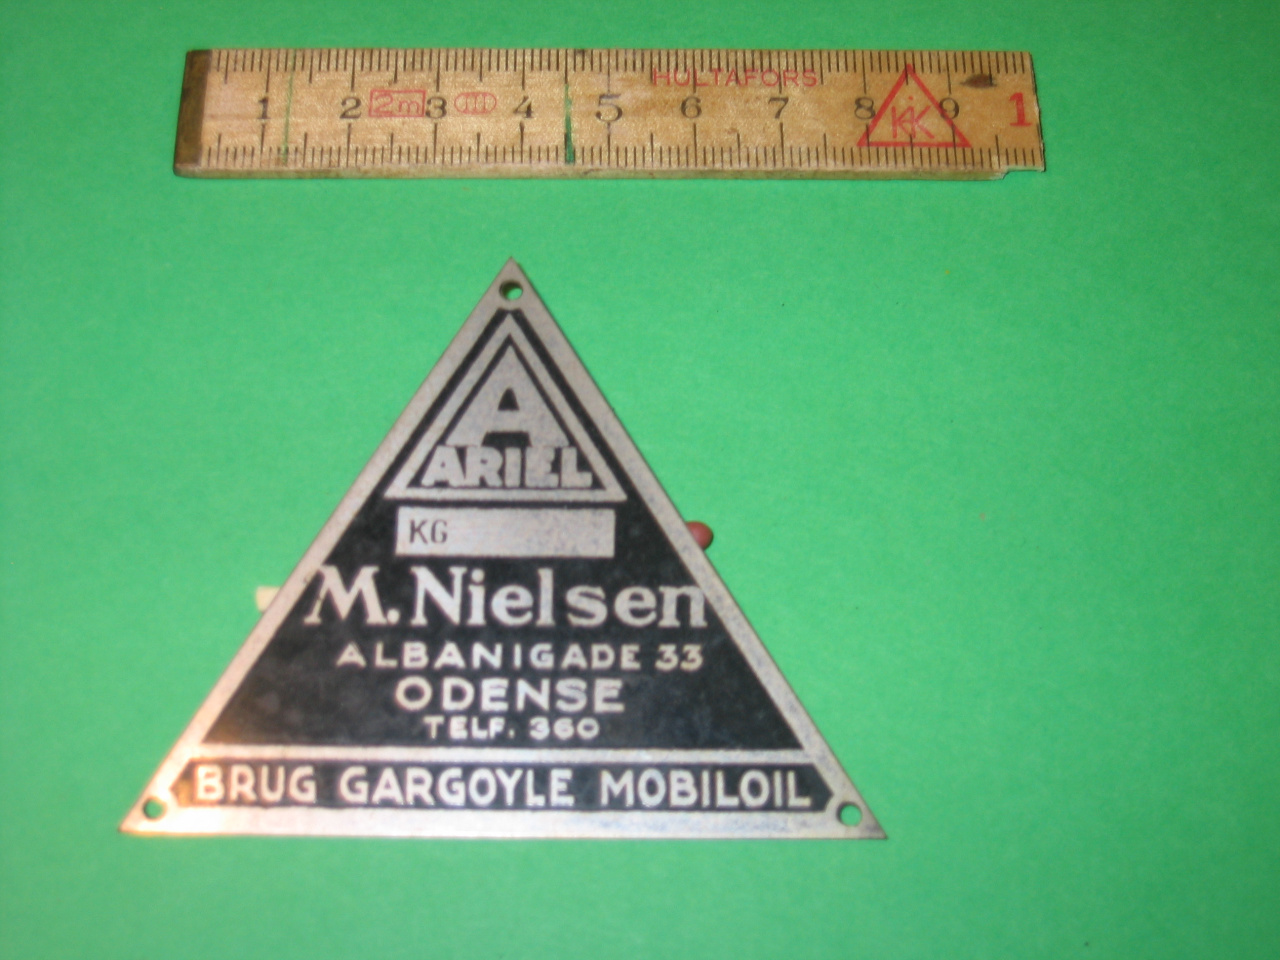 HULTAFORS
1 2 2m 3 4 5 6 7 8 9 1
KK
A
ARIEL
KG
M. Nielsen
ALBANIGADE 33
ODENSE
TELF. 360
BRUG GARGOYLE MOBILOIL